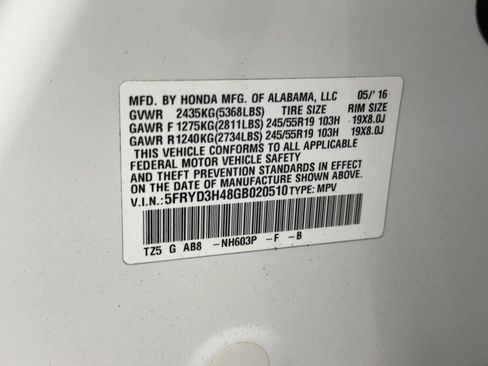 MFD. BY HONDA MFG. OF ALABAMA, LLC 05/'16
GVWR 2435KG(5368LBS) TIRE SIZE RIM SIZE
GAWR F 1275KG(2811LBS) 245/55R19 103H 19X8.0J
GAWR R1240KG(2734LBS) 245/55R19 103H 19X8.0J
THIS VEHICLE CONFORMS TO ALL APPLICABLE
FEDERAL MOTOR VEHICLE SAFETY
AND THEFT PREVENTION STANDARDS IN EFFECT
ON THE DATE OF MANUFACTURE SHOWN ABOVE.
V.I.N.:5FRYD3H48GB020510 TYPE: MPV
TZ5 G AB8 -NH603P -F -B